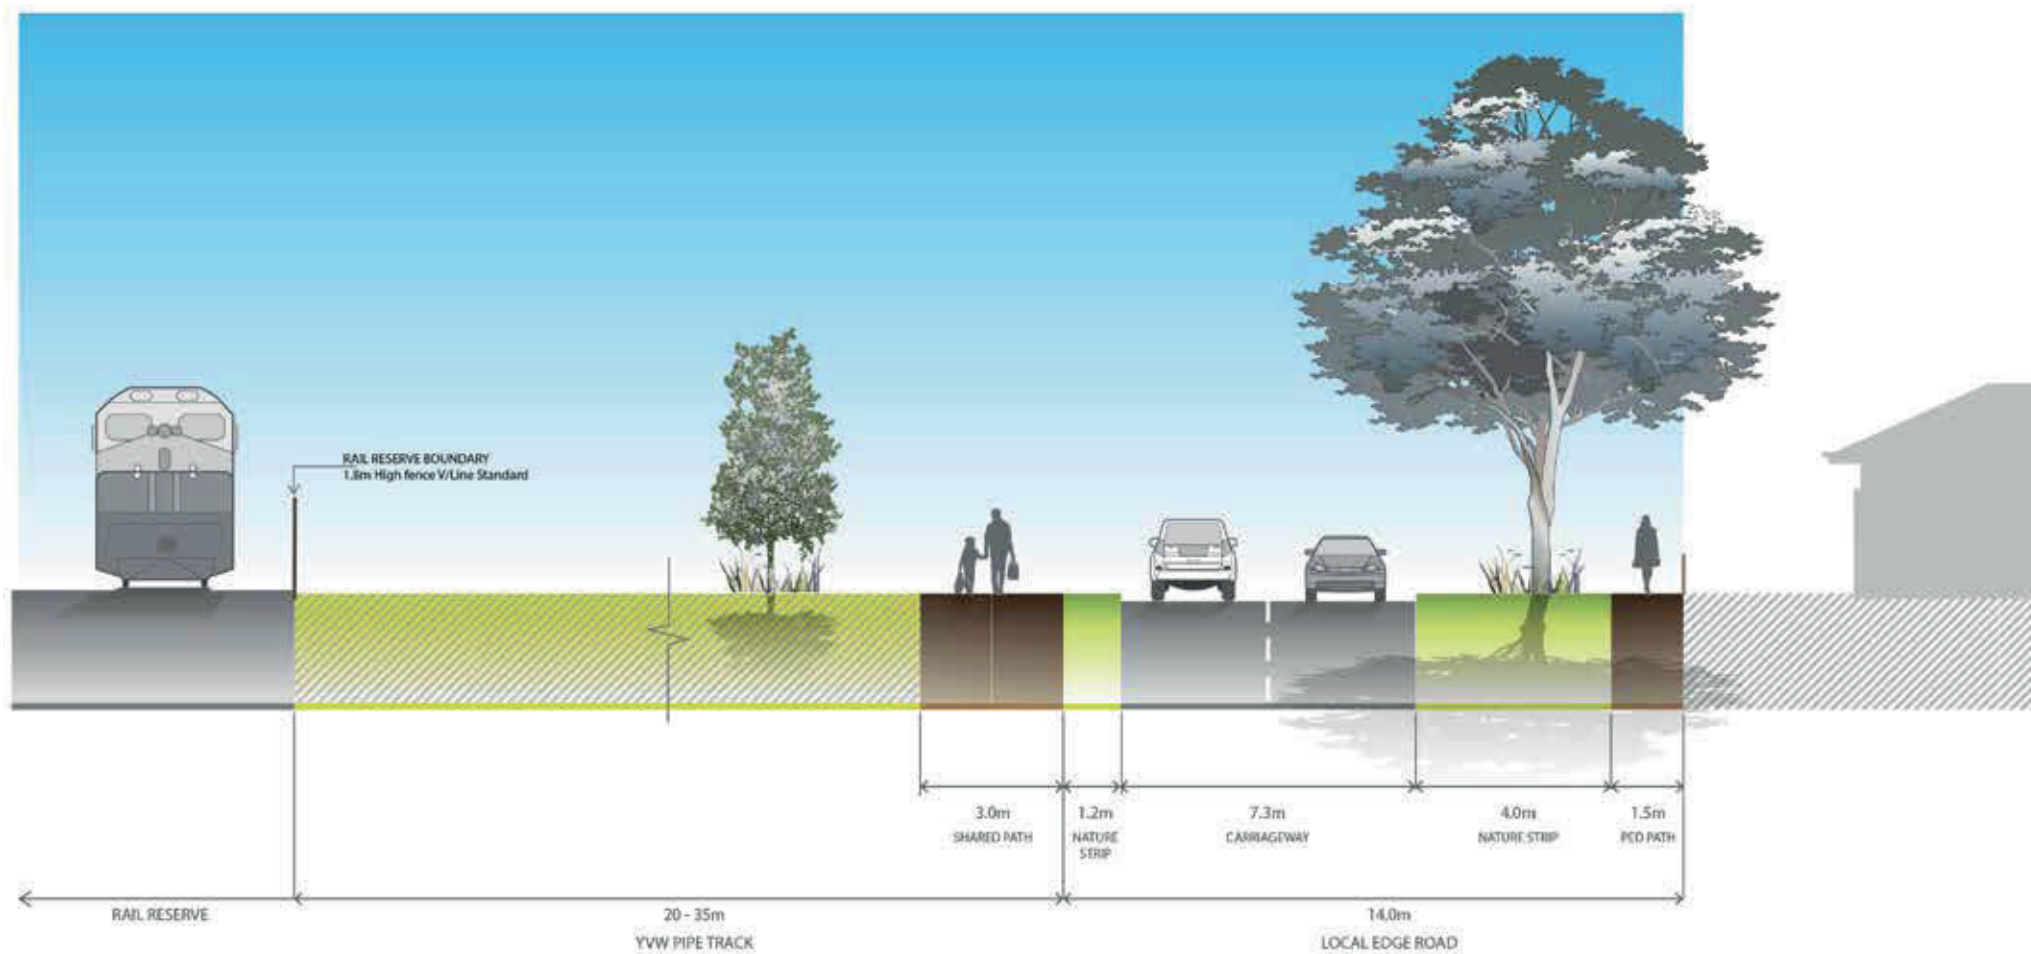 RAIL RESERVE BOUNDARY
1.8m High fence V/Line Standard
3.0m
SHARED PATH
1.2m
NATURE
STRIP
7.3m
CARRIAGEWAY
4.0m
NATURE STRIP
1.5m
PED PATH
RAIL RESERVE
20 - 35m
YVW PIPE TRACK
14.0m
LOCAL EDGE ROAD